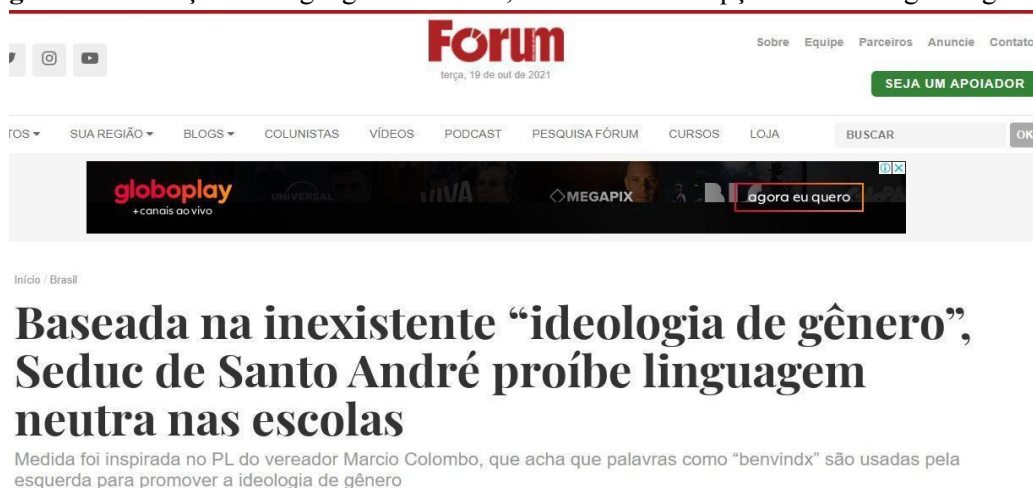 Fórum
terça, 19 de out de 2021
Sobre Equipe Parceiros Anuncie Contato
SEJA UM APOIADOR
SUA REGIÃO BLOGS COLUNISTAS VÍDEOS PODCAST PESQUISA FÓRUM CURSOS LOJA BUSCAR OK
globoplay
+canais ao vivo
UNIVERSAL VIVA MEGAPIX agora eu quero
Início / Brasil
Baseada na inexistente “ideologia de gênero”,
Seduc de Santo André proíbe linguagem
neutra nas escolas
Medida foi inspirada no PL do vereador Marcio Colombo, que acha que palavras como “benvindx” são usadas pela
esquerda para promover a ideologia de gênero